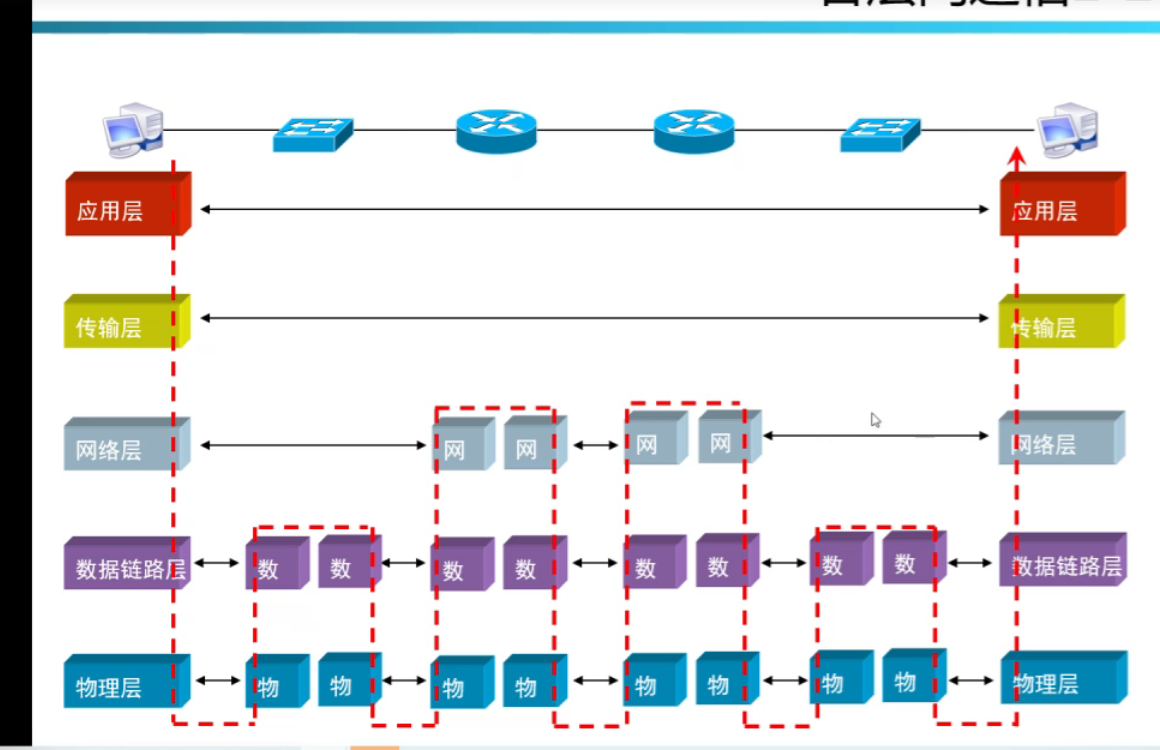 应用层 应用层
传输层 传输层
网络层 网 网 网 网 网络层
数据链路层 数 数 数 数 数 数 数 数 数据链路层
物理层 物 物 物 物 物 物 物 物 物理层